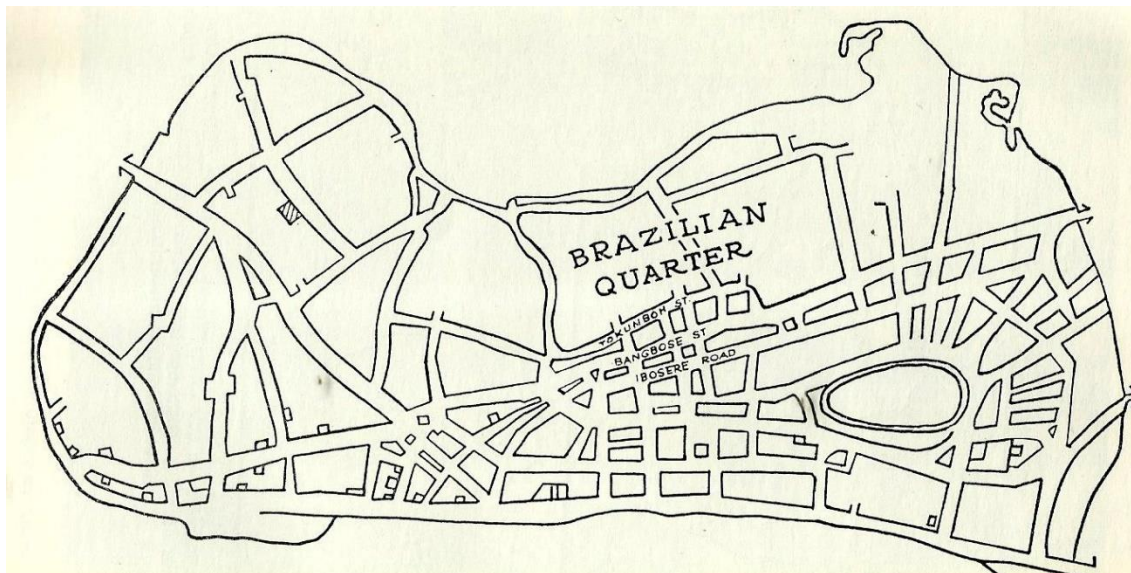 BRAZILIAN
QUARTER
TOKUNBOH ST.
BANGBOSE ST
IBOSERE ROAD